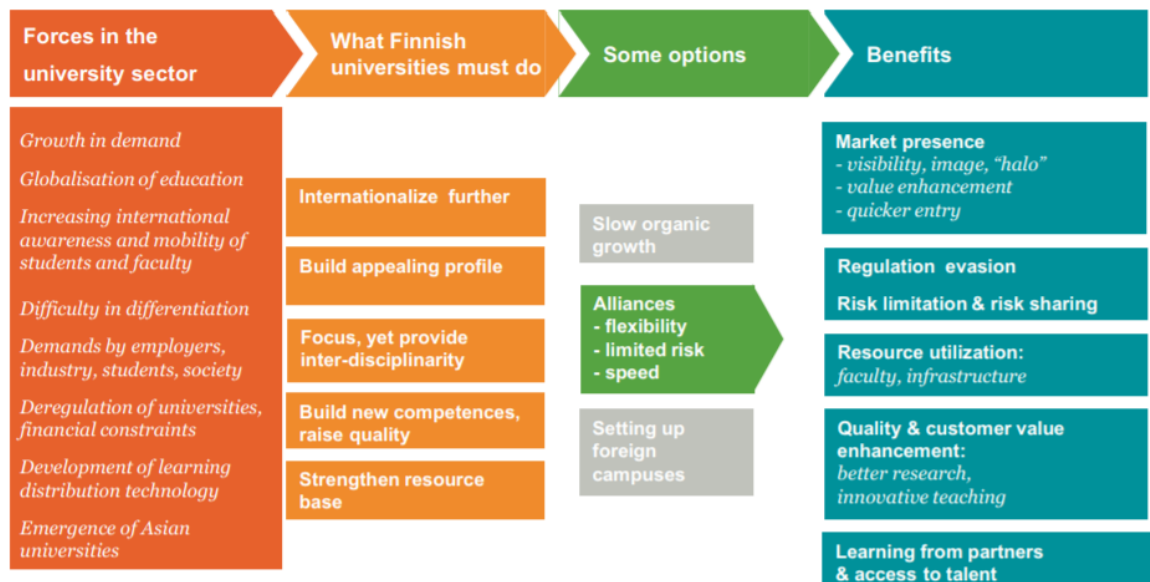 Forces in the
university sector
What Finnish
universities must do
Some options
Benefits
Growth in demand
Globalisation of education
Increasing international
awareness and mobility of
students and faculty
Difficulty in differentiation
Demands by employers,
industry, students, society
Deregulation of universities,
financial constraints
Development of learning
distribution technology
Emergence of Asian
universities
Internationalize further
Build appealing profile
Focus, yet provide
inter-disciplinarity
Build new competences,
raise quality
Strengthen resource
base
Slow organic
growth
Alliances
- flexibility
- limited risk
- speed
Setting up
foreign
campuses
Market presence
- visibility, image, “halo”
- value enhancement
- quicker entry
Regulation evasion
Risk limitation & risk sharing
Resource utilization:
faculty, infrastructure
Quality & customer value
enhancement:
better research,
innovative teaching
Learning from partners
& access to talent